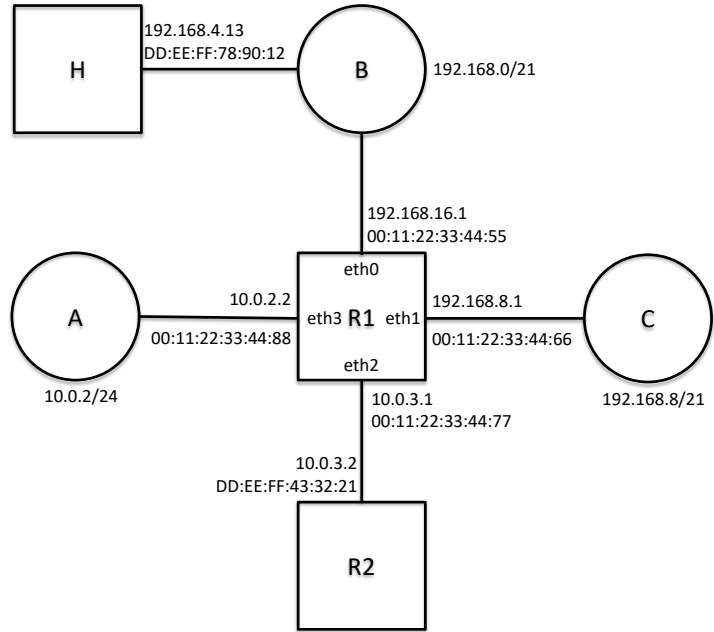 192.168.4.13
DD:EE:FF:78:90:12
H
B
192.168.0/21
192.168.16.1
00:11:22:33:44:55
eth0
10.0.2.2
192.168.8.1
A
eth3 R1 eth1
C
00:11:22:33:44:88
00:11:22:33:44:66
eth2
10.0.2/24
10.0.3.1
192.168.8/21
00:11:22:33:44:77
10.0.3.2
DD:EE:FF:43:32:21
R2